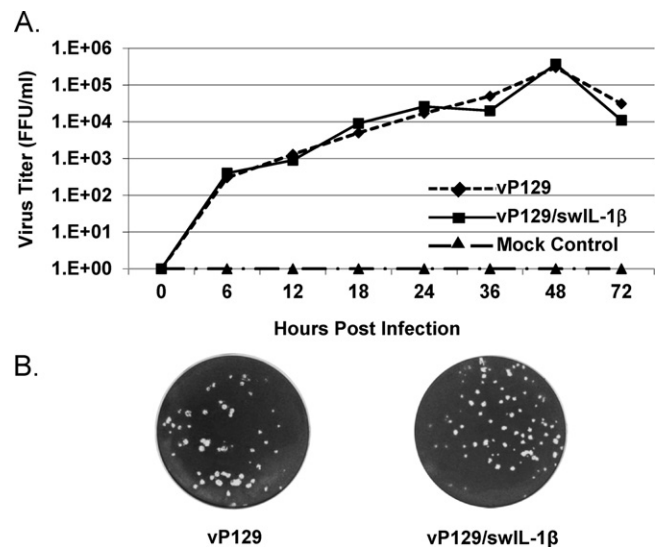 A.
Virus Titer (FFU/ml)
1.E+06
1.E+05
1.E+04
1.E+03
1.E+02
1.E+01
1.E+00
vP129
vP129/swIL-1β
Mock Control
0 6 12 18 24 36 48 72
Hours Post Infection
B.
vP129 vP129/swIL-1β